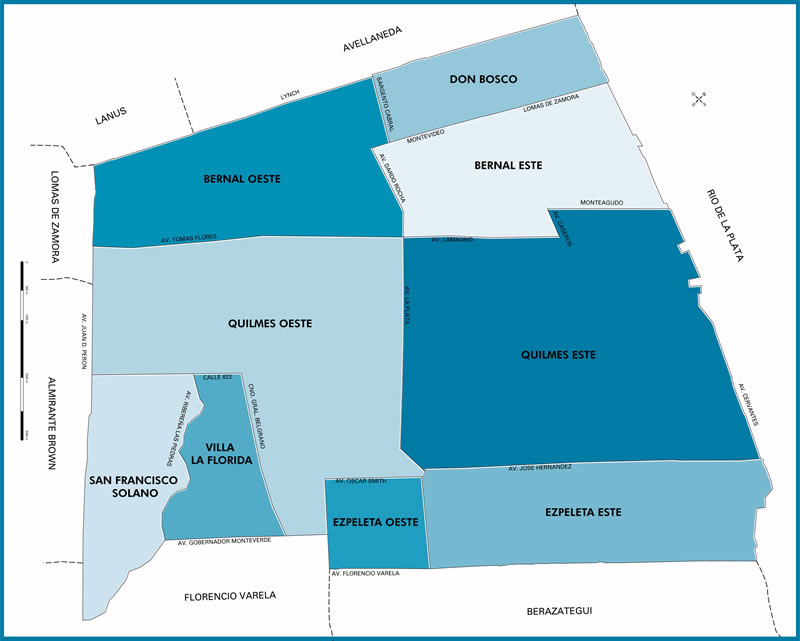 AVELLANEDA
LANUS
LYNCH
SARGENTO CABRAL
DON BOSCO
MONTEVIDEO
LOMAS DE ZAMORA
LOMAS DE ZAMORA
BERNAL OESTE
AV. DARDO ROCHA
BERNAL ESTE
MONTEAGUDO
RIO DE LA PLATA
AV. TOMAS FLORES
AV. LAMADRID
AV. CASEROS
AV. JUAN D. PERON
QUILMES OESTE
AV. LA PLATA
QUILMES ESTE
AV. CERVANTES
ALMIRANTE BROWN
CALLE 822
AV. RIBEREÑA LAS PIEDRAS
CNO. GRAL. BELGRANO
VILLA
LA FLORIDA
SAN FRANCISCO
SOLANO
AV. OSCAR SMITH
AV. JOSE HERNANDEZ
EZPELETA OESTE
EZPELETA ESTE
AV. GOBERNADOR MONTEVERDE
AV. FLORENCIO VARELA
FLORENCIO VARELA
BERAZATEGUI